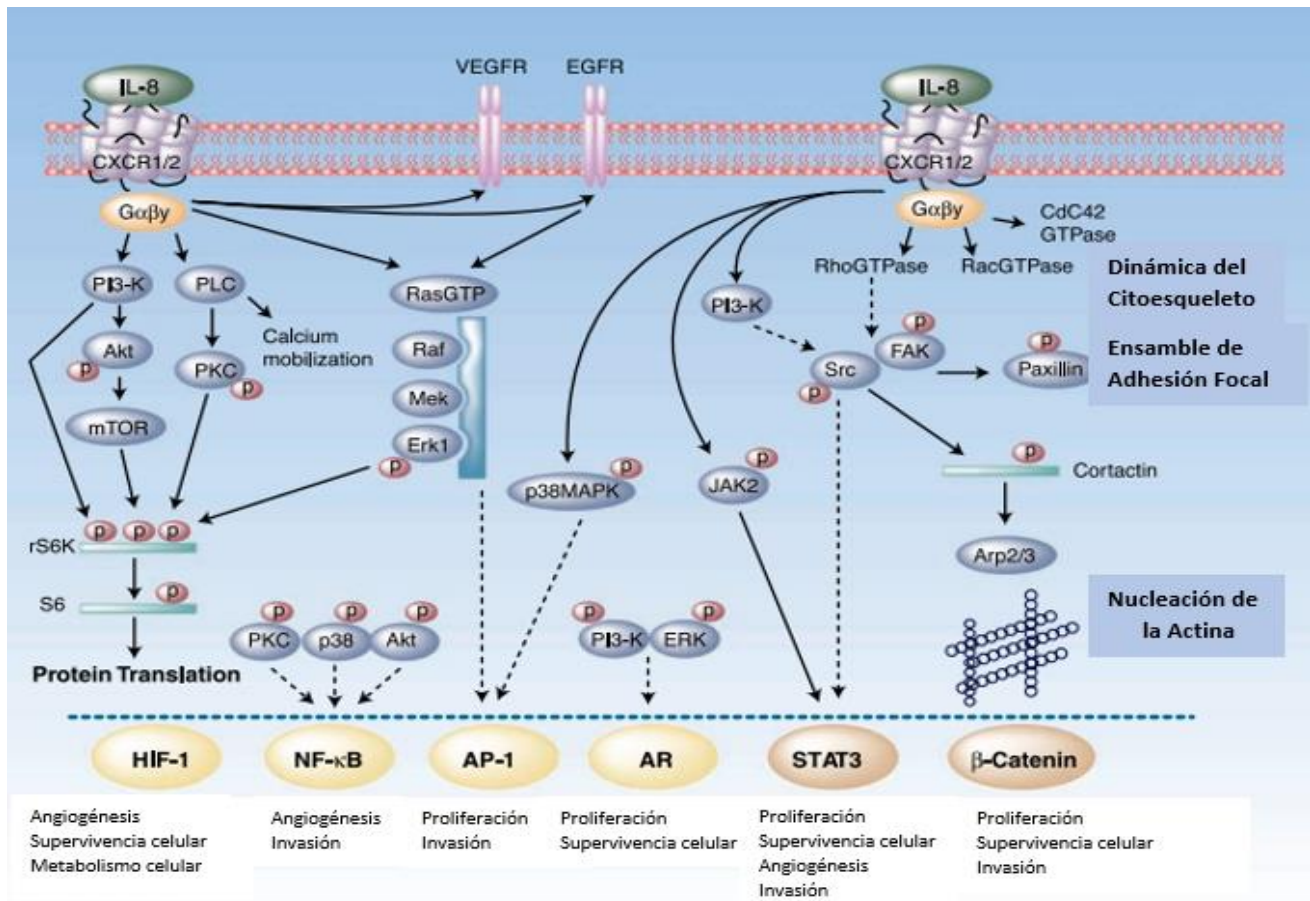 VEGFR
EGFR
IL-8
IL-8
CXCR1/2
CXCR1/2
Gαβγ
Gαβγ
CdC42
GTPase
RhoGTPase
RacGTPase
Dinámica del
Citoesqueleto
PI3-K
PLC
RasGTP
PI3-K
Calcium
mobilization
Akt
P
PKC
P
Raf
Mek
Erk1
P
mTOR
P
FAK
Src
P
P
Paxillin
Ensamble de
Adhesión Focal
P
p38MAPK
P
JAK2
P
Cortactin
Arp2/3
rS6K
P
P
P
S6
P
Protein Translation
P
P
P
PKC
p38
Akt
P
P
PI3-K
ERK
Nucleación de
la Actina
HIF-1
NF-κB
AP-1
AR
STAT3
β-Catenin
Angiogénesis
Supervivencia celular
Metabolismo celular
Angiogénesis
Invasión
Proliferación
Invasión
Proliferación
Supervivencia celular
Proliferación
Supervivencia celular
Angiogénesis
Invasión
Proliferación
Supervivencia celular
Invasión